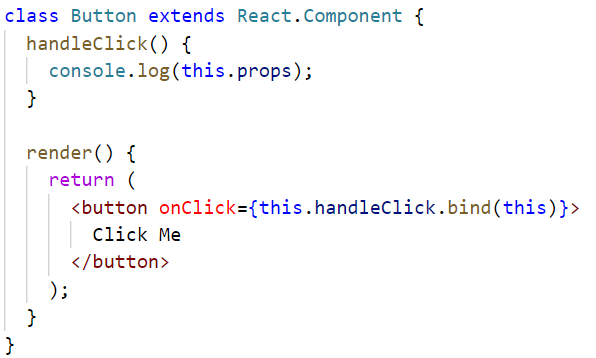 class Button extends React.Component {
  handleClick() {
    console.log(this.props);
  }

  render() {
    return (
      <button onClick={this.handleClick.bind(this)}>
        Click Me
      </button>
    );
  }
}